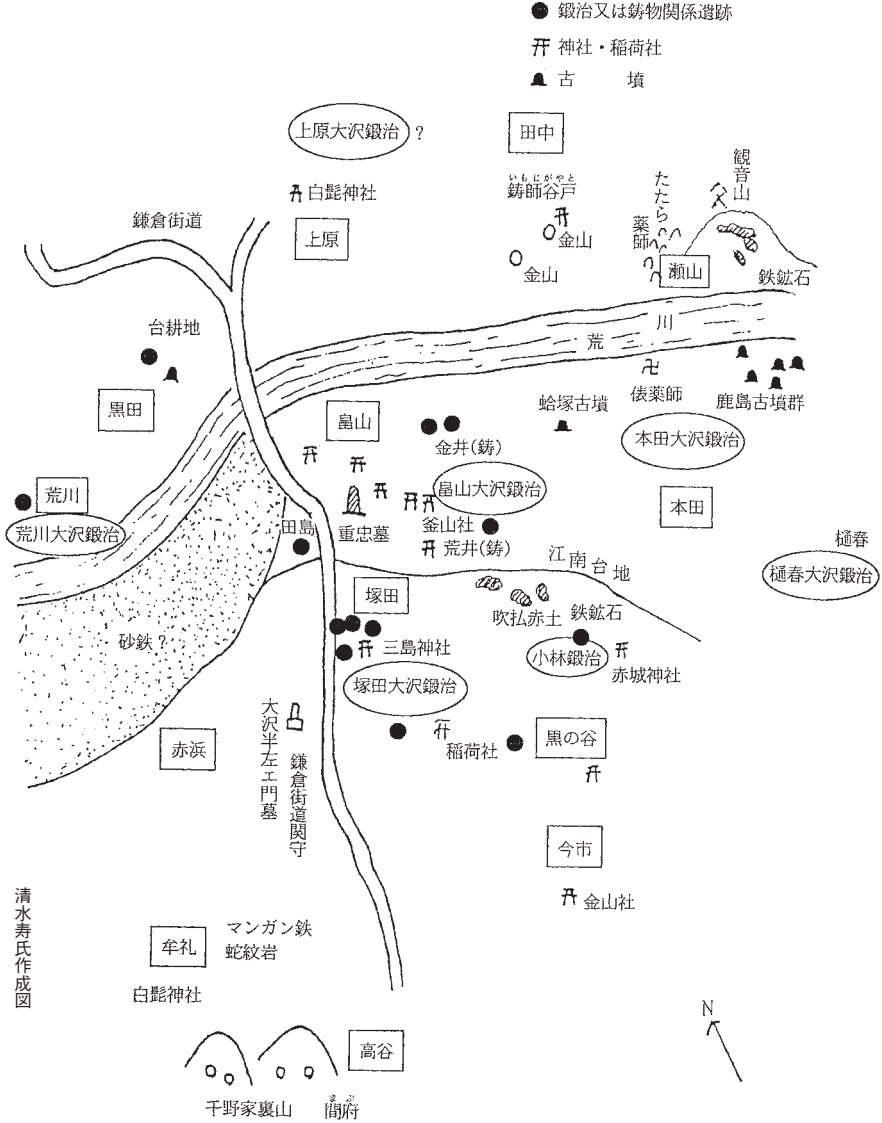 鍛冶又は鋳物関係遺跡
神社・稲荷社
古　墳
上原大沢鍛治?
田中
白髭神社
いもじがやと
鋳師谷戸
観音山
たたら
薬師
鎌倉街道
上原
金山
金山
瀬山
鉄鉱石
荒川
台耕地
黒田
畠山
金井(鋳)
蛤塚古墳
俵薬師
鹿島古墳群
本田大沢鍛治
荒川
荒川大沢鍛治
畠山大沢鍛治
本田
田島
重忠墓
釜山社
荒井(鋳)
江南台地
樋春
樋春大沢鍛治
塚田
吹払赤土
鉄鉱石
砂鉄?
三島神社
小林鍛治
赤城神社
塚田大沢鍛治
赤浜
大沢半左エ門墓
鎌倉街道関守
稲荷社
黒の谷
今市
金山社
清水寿氏作成図
牟礼
マンガン鉄
蛇紋岩
白髭神社
N
高谷
千野家裏山
まぶ
間府